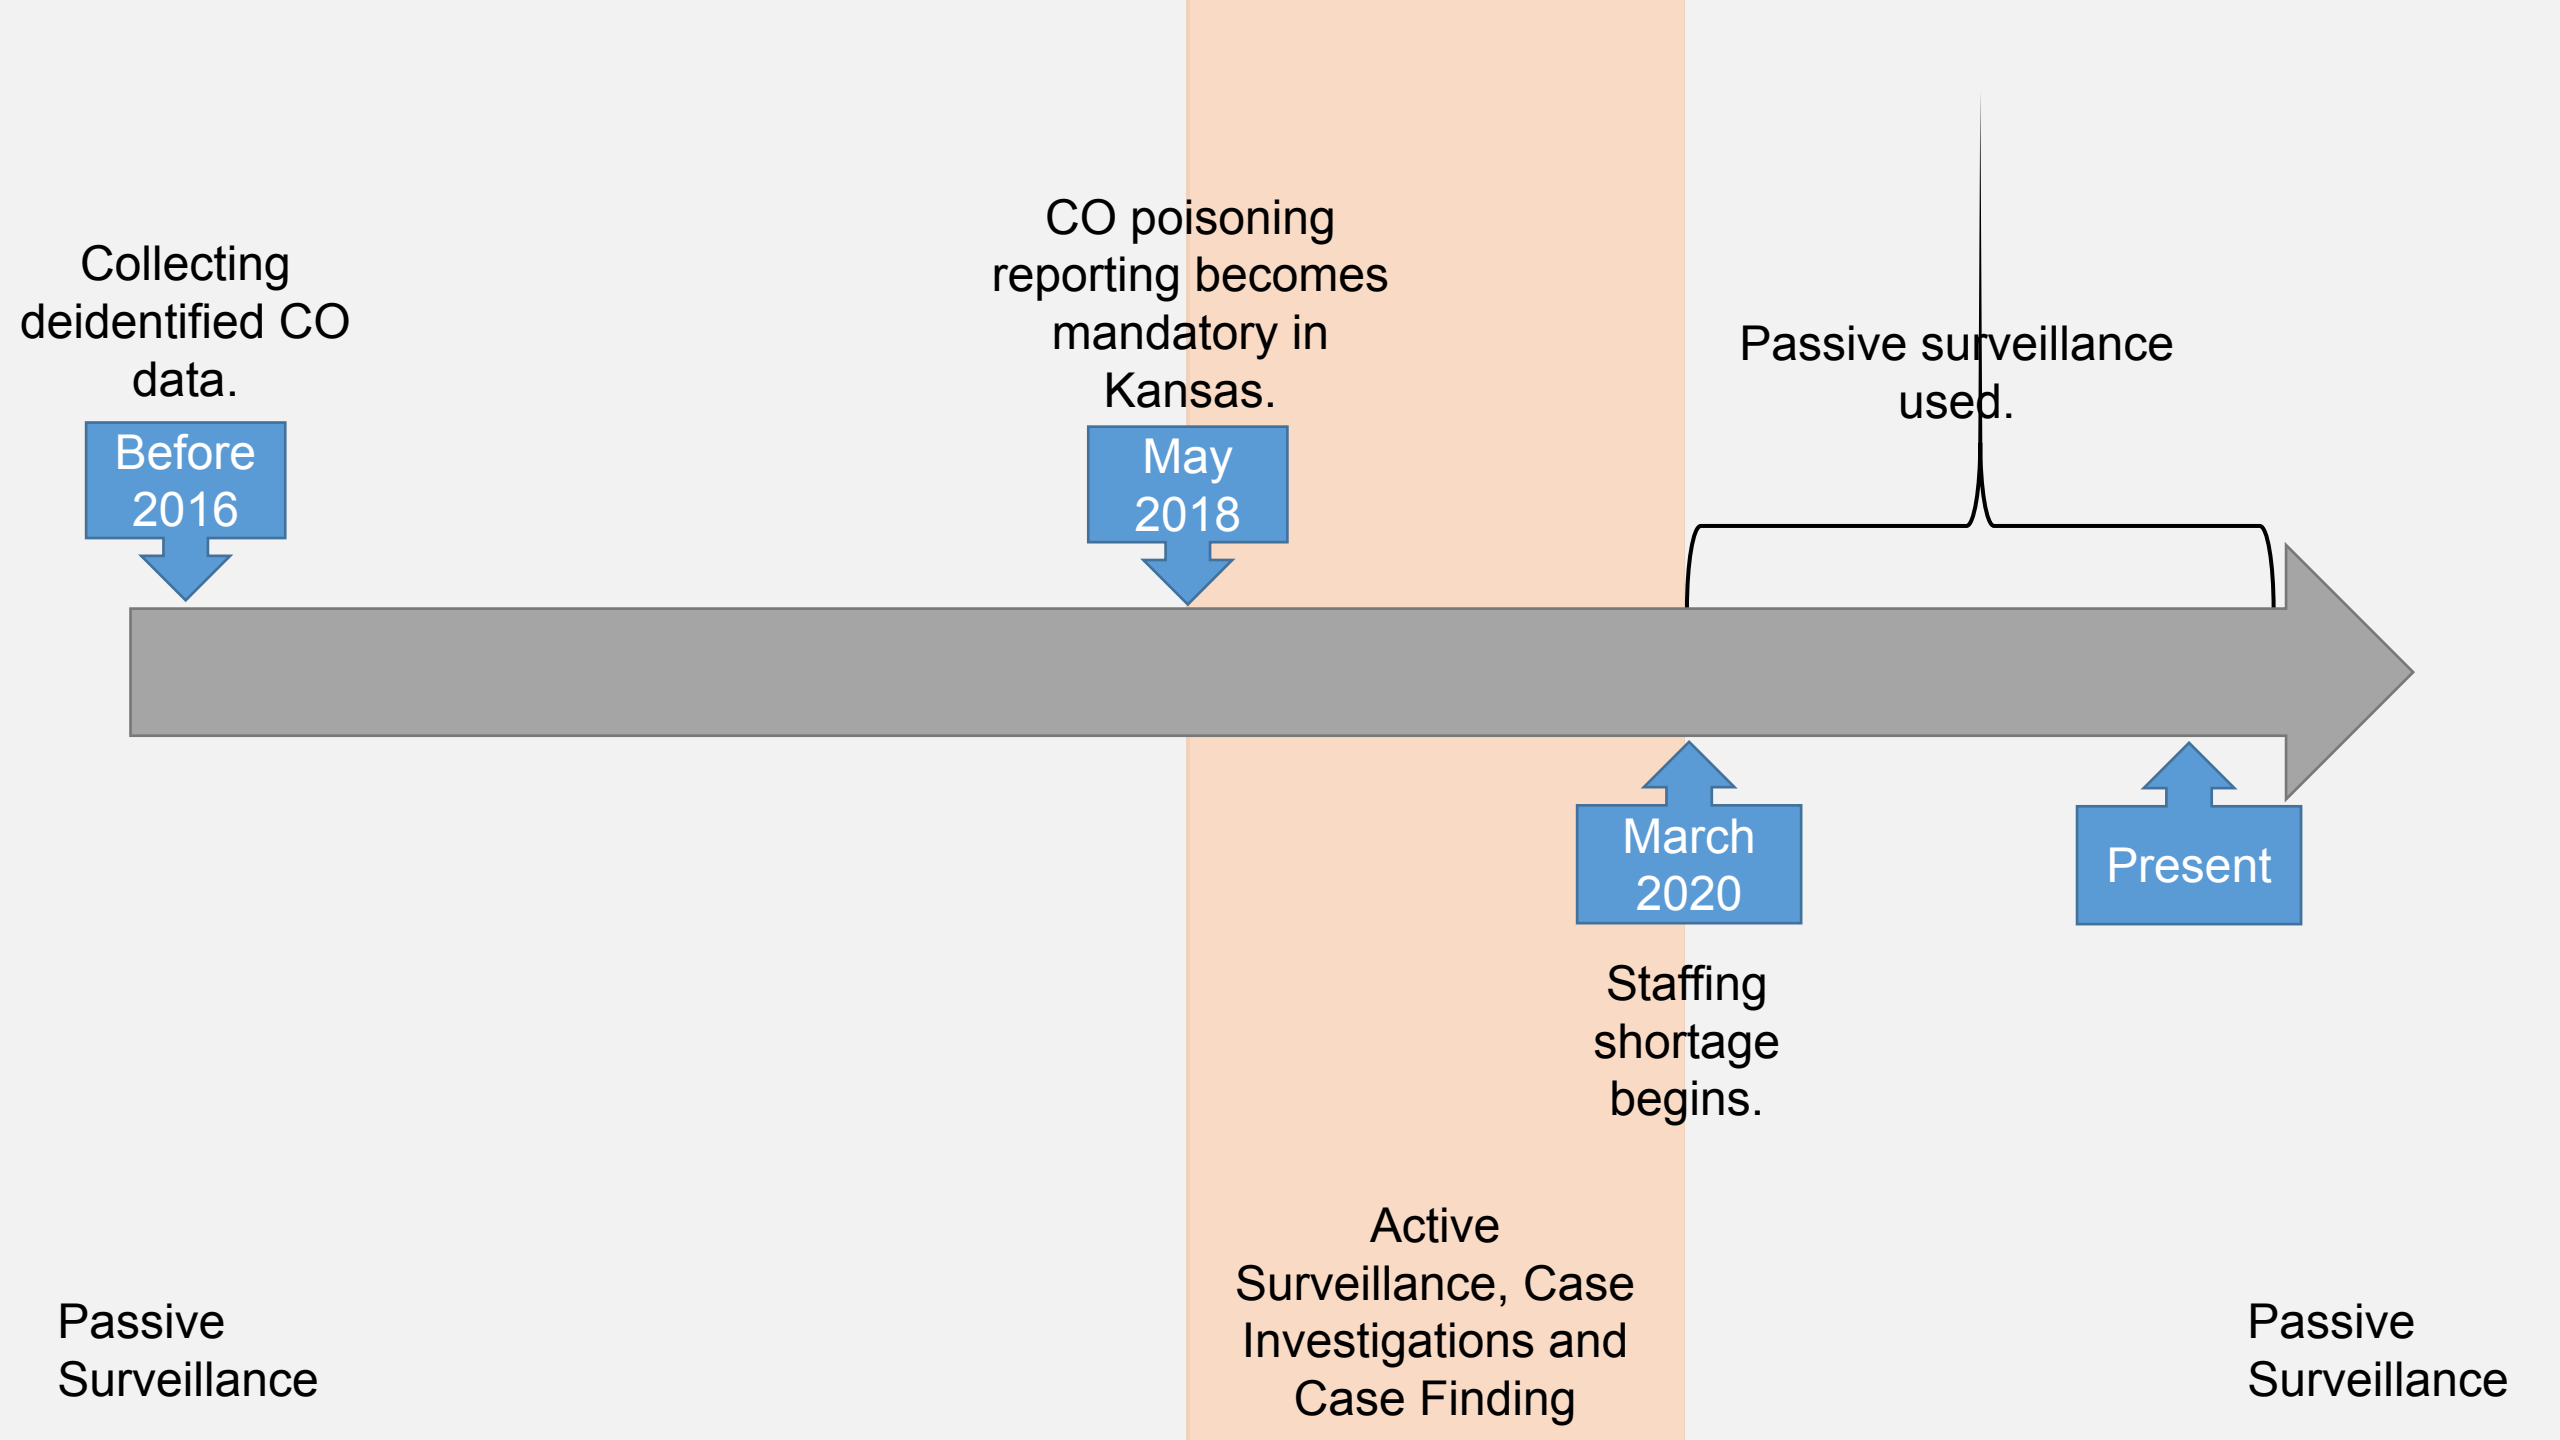 Collecting
deidentified CO
data.
Before
2016
CO poisoning
reporting becomes
mandatory in
Kansas.
May
2018
Passive surveillance
used.
March
2020
Staffing
shortage
begins.
Present
Passive
Surveillance
Active
Surveillance, Case
Investigations and
Case Finding
Passive
Surveillance